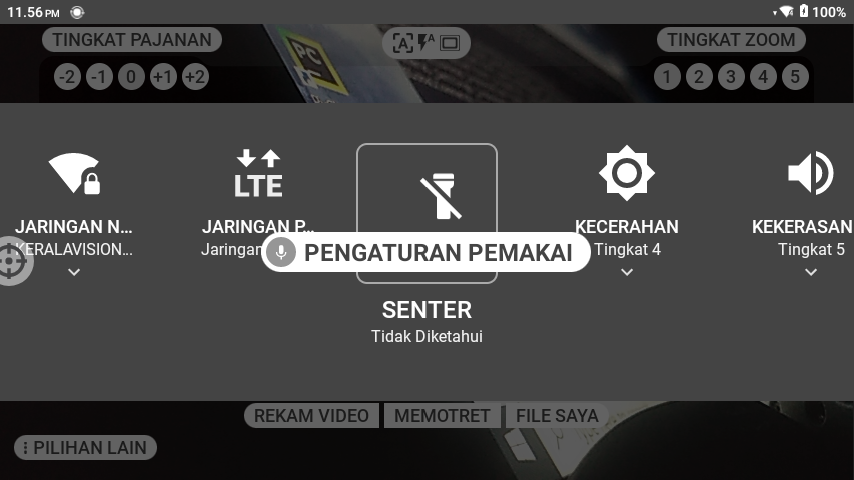 11.56 PM 100%
TINGKAT PAJANAN TINGKAT ZOOM
-2 -1 0 +1 +2 A A 1 2 3 4 5
PC
LTE
JARINGAN N... JARINGAN P... KECERAHAN KEKERASAN
KERALAVISION... Jaringan Tingkat 4 Tingkat 5
PENGATURAN PEMAKAI
SENTER
Tidak Diketahui
REKAM VIDEO MEMOTRET FILE SAYA
PILIHAN LAIN